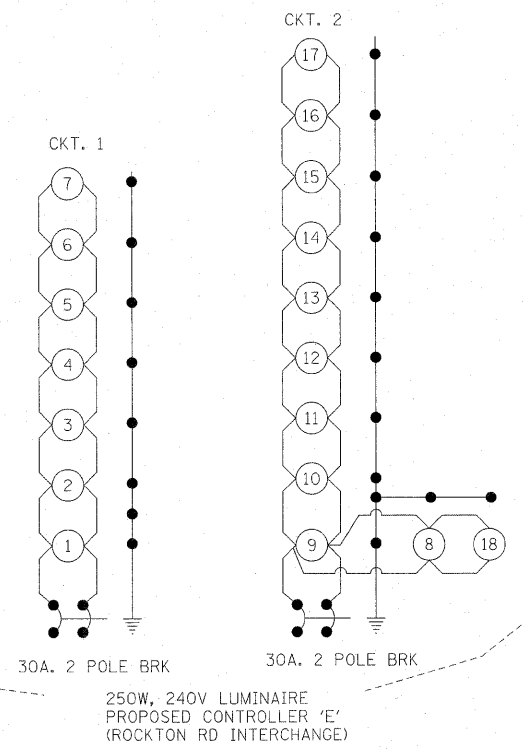 CKT. 2
17
16
15
14
13
12
11
10
9
8
18
30A. 2 POLE BRK
CKT. 1
7
6
5
4
3
2
1
30A. 2 POLE BRK
250W, 240V LUMINAIRE
PROPOSED CONTROLLER 'E'
(ROCKTON RD INTERCHANGE)